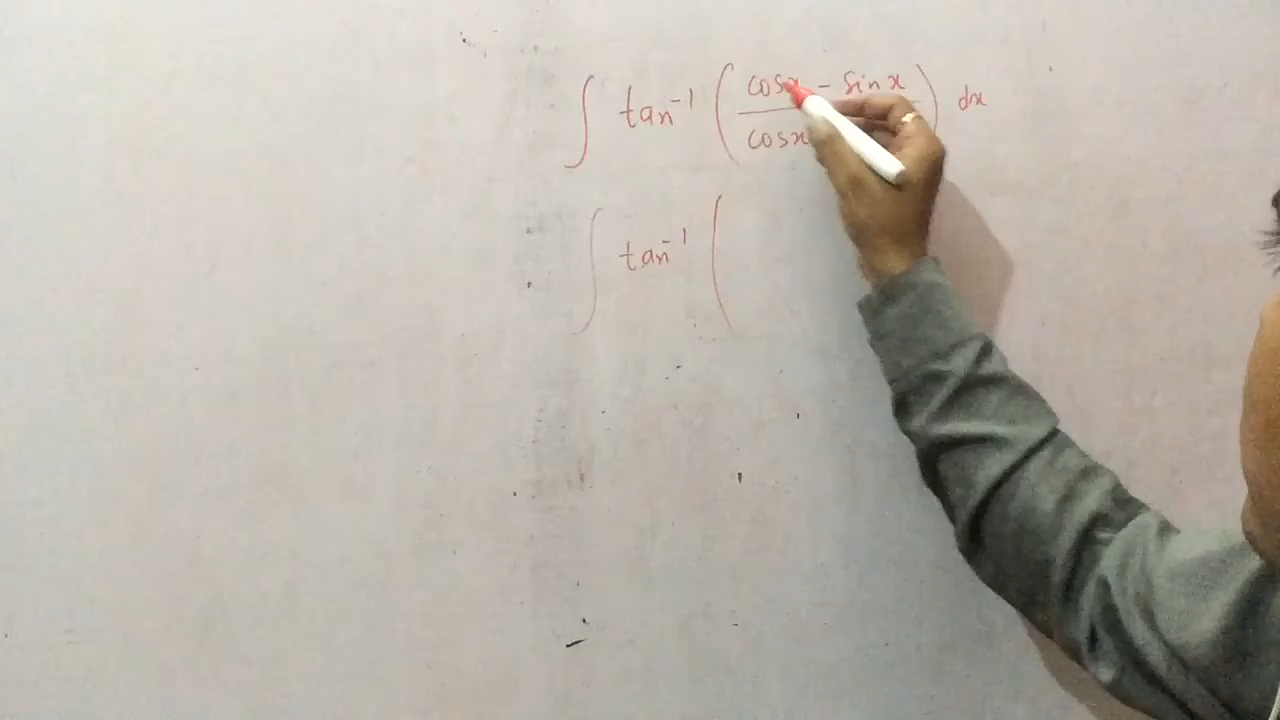 ∫ tan⁻¹ ( cosx − sinx / cosx ) dx
∫ tan⁻¹ (